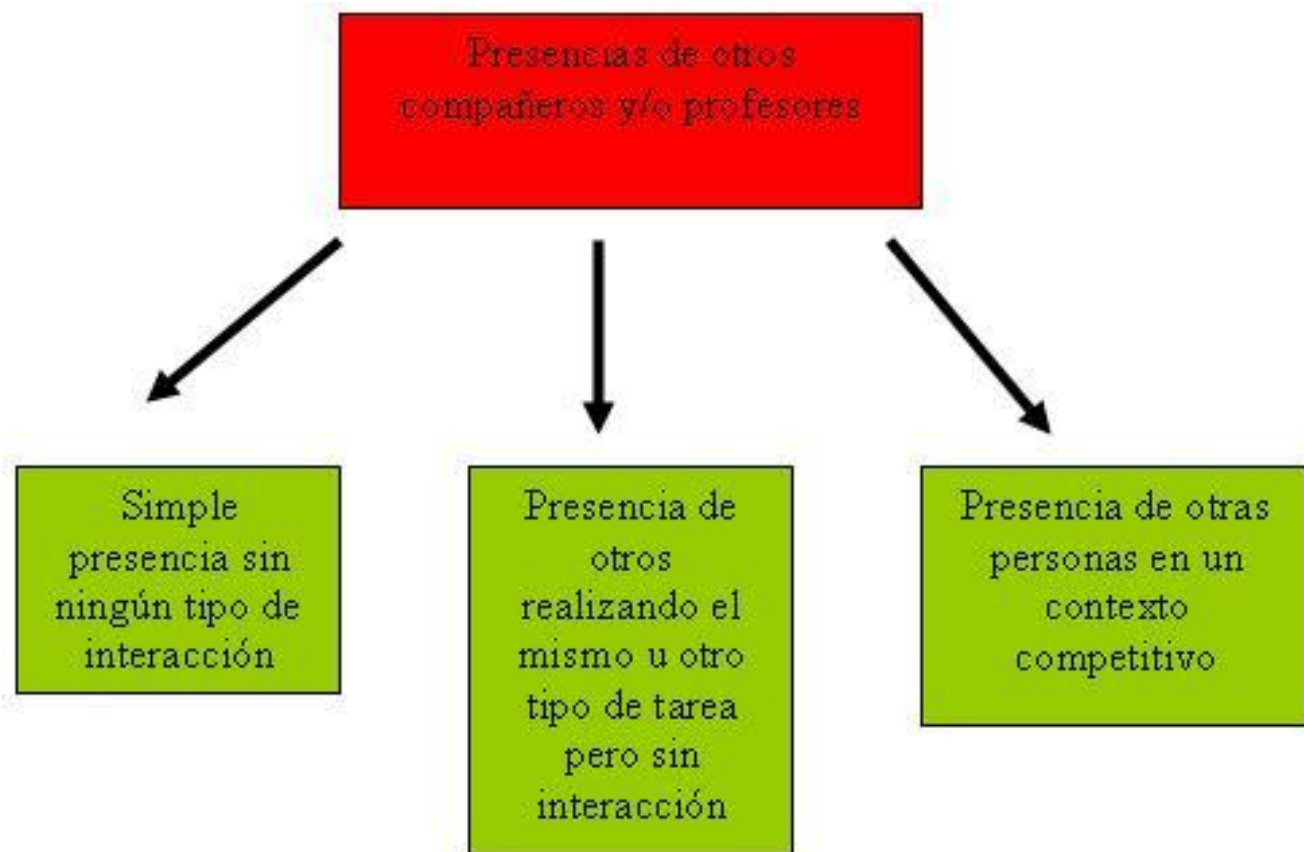 Presencias de otros
compañeros y/o profesores
Simple
presencia sin
ningún tipo de
interacción
Presencia de
otros
realizando el
mismo u otro
tipo de tarea
pero sin
interacción
Presencia de otras
personas en un
contexto
competitivo